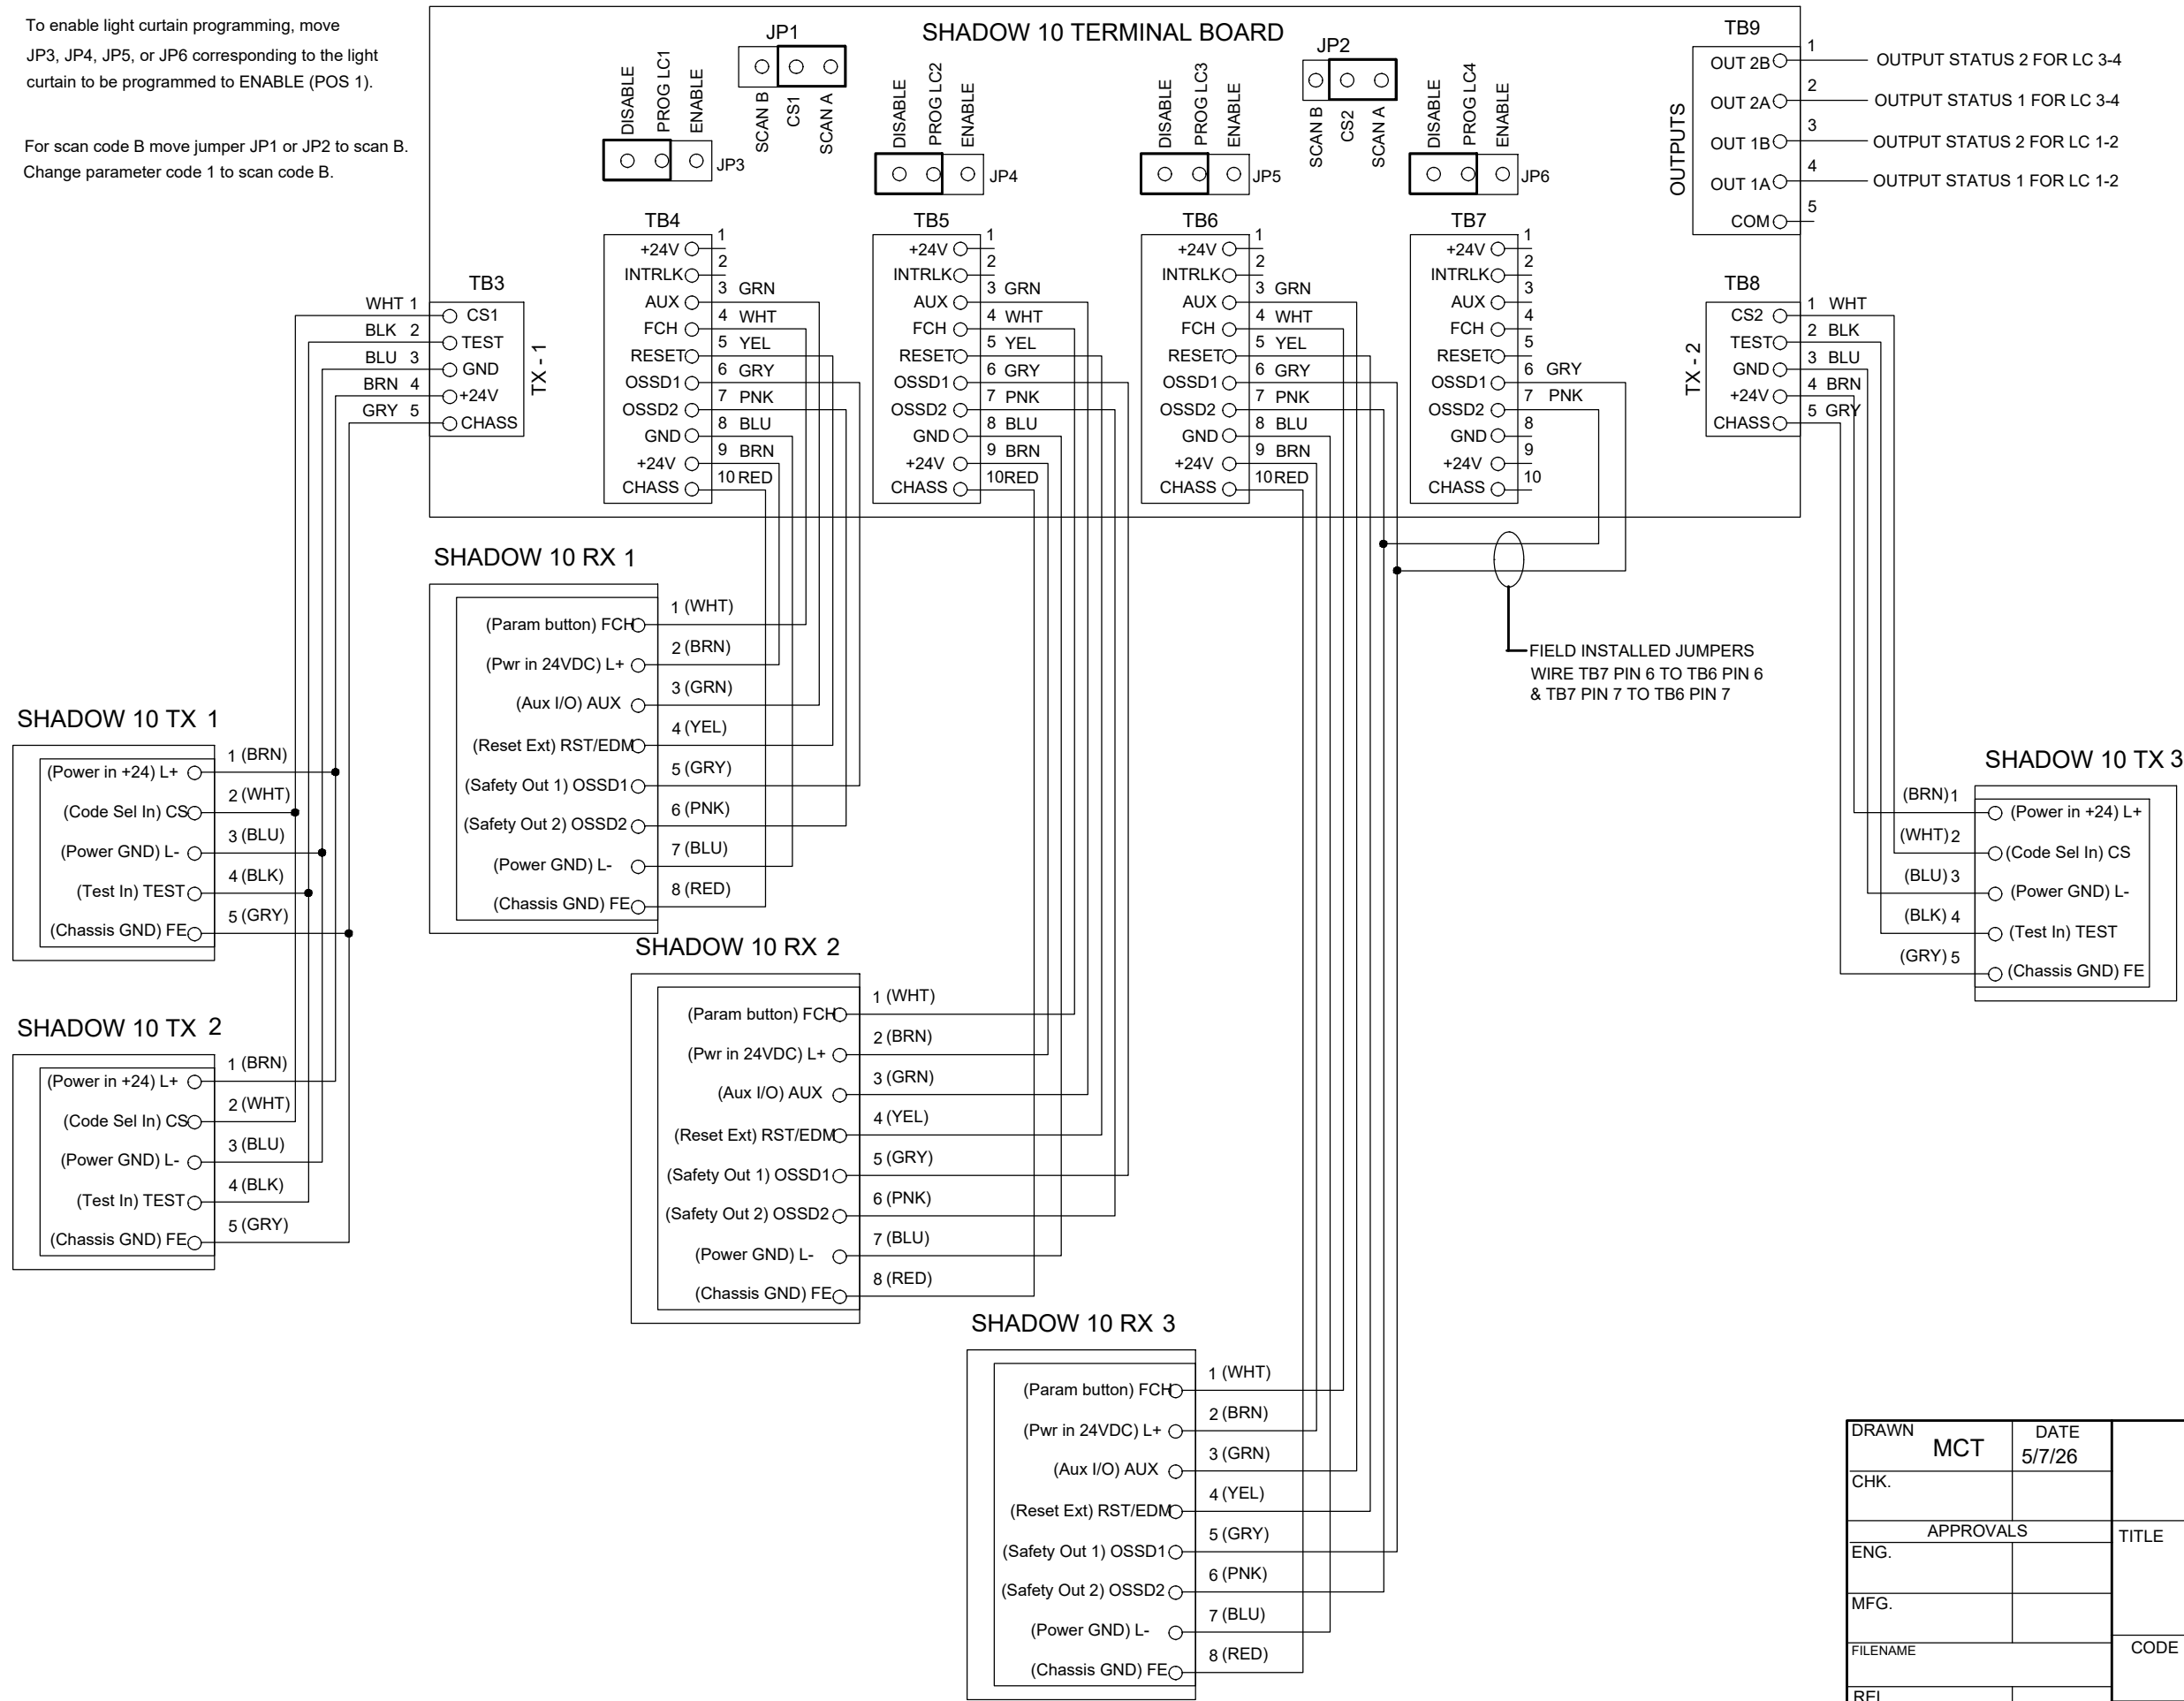 To enable light curtain programming, move
JP3, JP4, JP5, or JP6 corresponding to the light
curtain to be programmed to ENABLE (POS 1).
For scan code B move jumper JP1 or JP2 to scan B.
Change parameter code 1 to scan code B.
SHADOW 10 TERMINAL BOARD
JP1
SCAN B
CS1
SCAN A
JP2
SCAN B
CS2
SCAN A
DISABLE
PROG LC1
ENABLE
JP3
DISABLE
PROG LC2
ENABLE
JP4
DISABLE
PROG LC3
ENABLE
JP5
DISABLE
PROG LC4
ENABLE
JP6
TB9
OUTPUTS
OUT 2B 1 OUTPUT STATUS 2 FOR LC 3-4
OUT 2A 2 OUTPUT STATUS 1 FOR LC 3-4
OUT 1B 3 OUTPUT STATUS 2 FOR LC 1-2
OUT 1A 4 OUTPUT STATUS 1 FOR LC 1-2
COM 5
TB3
TX - 1
WHT 1 CS1
BLK 2 TEST
BLU 3 GND
BRN 4 +24V
GRY 5 CHASS
TB4
+24V 1
INTRLK 2
AUX 3 GRN
FCH 4 WHT
RESET 5 YEL
OSSD1 6 GRY
OSSD2 7 PNK
GND 8 BLU
+24V 9 BRN
CHASS 10 RED
TB5
+24V 1
INTRLK 2
AUX 3 GRN
FCH 4 WHT
RESET 5 YEL
OSSD1 6 GRY
OSSD2 7 PNK
GND 8 BLU
+24V 9 BRN
CHASS 10 RED
TB6
+24V 1
INTRLK 2
AUX 3 GRN
FCH 4 WHT
RESET 5 YEL
OSSD1 6 GRY
OSSD2 7 PNK
GND 8 BLU
+24V 9 BRN
CHASS 10 RED
TB7
+24V 1
INTRLK 2
AUX 3
FCH 4
RESET 5
OSSD1 6 GRY
OSSD2 7 PNK
GND 8
+24V 9
CHASS 10
TB8
TX - 2
CS2 1 WHT
TEST 2 BLK
GND 3 BLU
+24V 4 BRN
CHASS 5 GRY
FIELD INSTALLED JUMPERS
WIRE TB7 PIN 6 TO TB6 PIN 6
& TB7 PIN 7 TO TB6 PIN 7
SHADOW 10 RX 1
(Param button) FCH 1 (WHT)
(Pwr in 24VDC) L+ 2 (BRN)
(Aux I/O) AUX 3 (GRN)
(Reset Ext) RST/EDM 4 (YEL)
(Safety Out 1) OSSD1 5 (GRY)
(Safety Out 2) OSSD2 6 (PNK)
(Power GND) L- 7 (BLU)
(Chassis GND) FE 8 (RED)
SHADOW 10 TX 1
(Power in +24) L+ 1 (BRN)
(Code Sel In) CS 2 (WHT)
(Power GND) L- 3 (BLU)
(Test In) TEST 4 (BLK)
(Chassis GND) FE 5 (GRY)
SHADOW 10 TX 3
(BRN) 1 (Power in +24) L+
(WHT) 2 (Code Sel In) CS
(BLU) 3 (Power GND) L-
(BLK) 4 (Test In) TEST
(GRY) 5 (Chassis GND) FE
SHADOW 10 RX 2
(Param button) FCH 1 (WHT)
(Pwr in 24VDC) L+ 2 (BRN)
(Aux I/O) AUX 3 (GRN)
(Reset Ext) RST/EDM 4 (YEL)
(Safety Out 1) OSSD1 5 (GRY)
(Safety Out 2) OSSD2 6 (PNK)
(Power GND) L- 7 (BLU)
(Chassis GND) FE 8 (RED)
SHADOW 10 TX 2
(Power in +24) L+ 1 (BRN)
(Code Sel In) CS 2 (WHT)
(Power GND) L- 3 (BLU)
(Test In) TEST 4 (BLK)
(Chassis GND) FE 5 (GRY)
SHADOW 10 RX 3
(Param button) FCH 1 (WHT)
(Pwr in 24VDC) L+ 2 (BRN)
(Aux I/O) AUX 3 (GRN)
(Reset Ext) RST/EDM 4 (YEL)
(Safety Out 1) OSSD1 5 (GRY)
(Safety Out 2) OSSD2 6 (PNK)
(Power GND) L- 7 (BLU)
(Chassis GND) FE 8 (RED)
DRAWN MCT DATE 5/7/26
CHK.
APPROVALS
TITLE
ENG.
MFG.
FILENAME
CODE